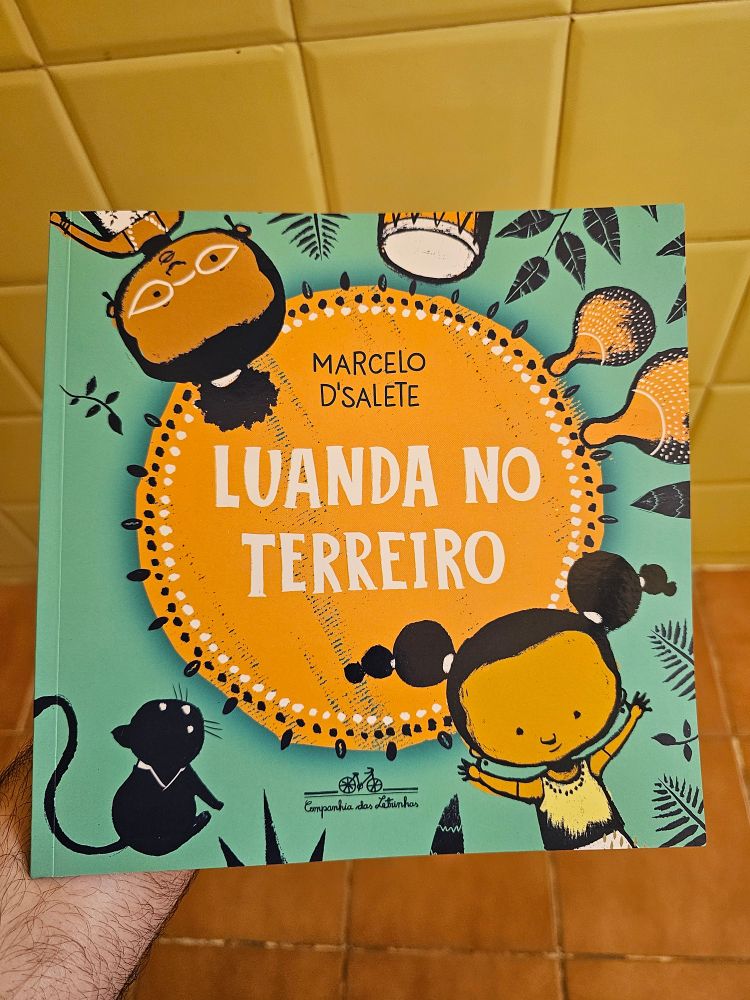 MARCELO
D'SALETE
LUANDA NO
TERREIRO
Companhia das Letrinhas